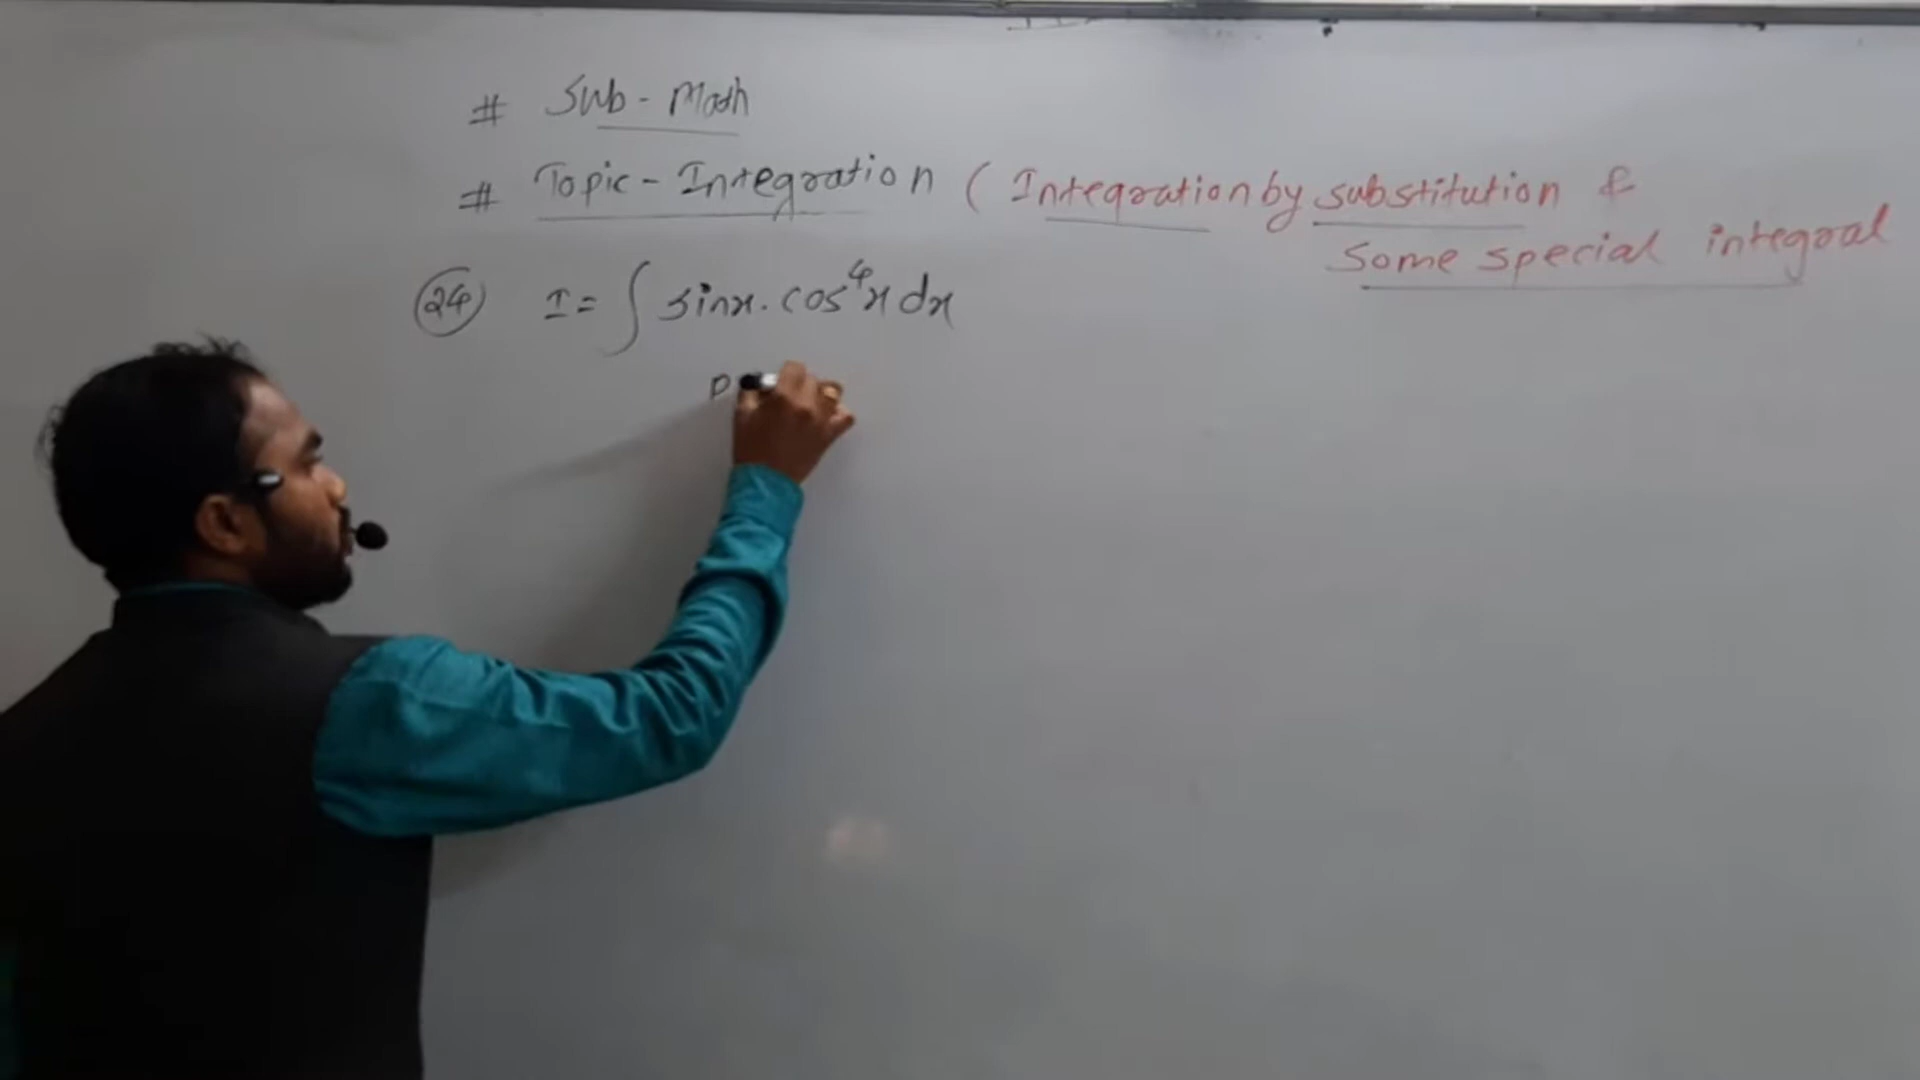 # Sub - Math
# Topic - Integration ( Integration by substitution &
Some special integral
24 I = ∫ sinx. cos⁴x dx
P